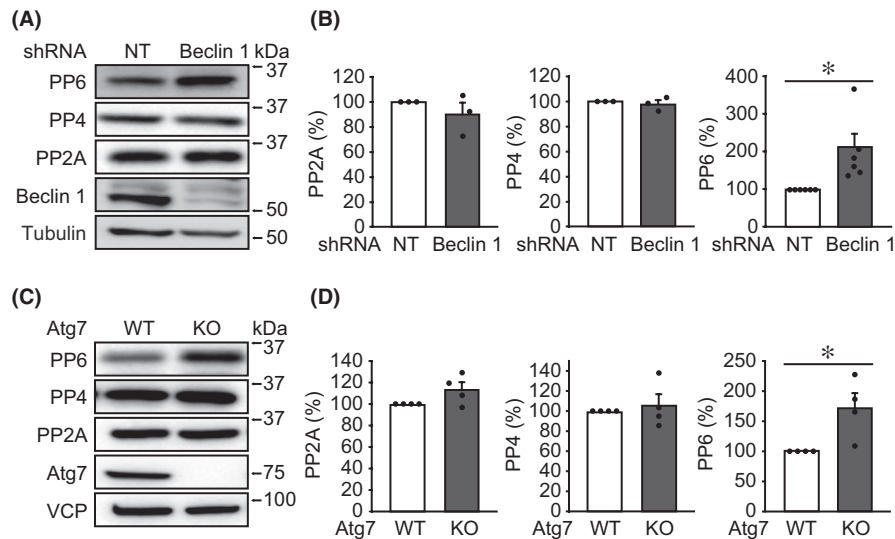 (A)
shRNA NT Beclin 1 kDa
PP6 ←37
PP4 ←37
PP2A ←37
Beclin 1 ←50
Tubulin ←50
(B)
120
100
80
60
40
20
0
PP2A (%)
shRNA NT Beclin 1
120
100
80
60
40
20
0
PP4 (%)
shRNA NT Beclin 1
400
300
200
100
0
PP6 (%)
*
shRNA NT Beclin 1
(C)
Atg7 WT KO kDa
PP6 ←37
PP4 ←37
PP2A ←37
Atg7 ←75
VCP ←100
(D)
140
120
100
80
60
40
20
0
PP2A (%)
Atg7 WT KO
140
120
100
80
60
40
20
0
PP4 (%)
Atg7 WT KO
250
200
150
100
50
0
PP6 (%)
*
Atg7 WT KO